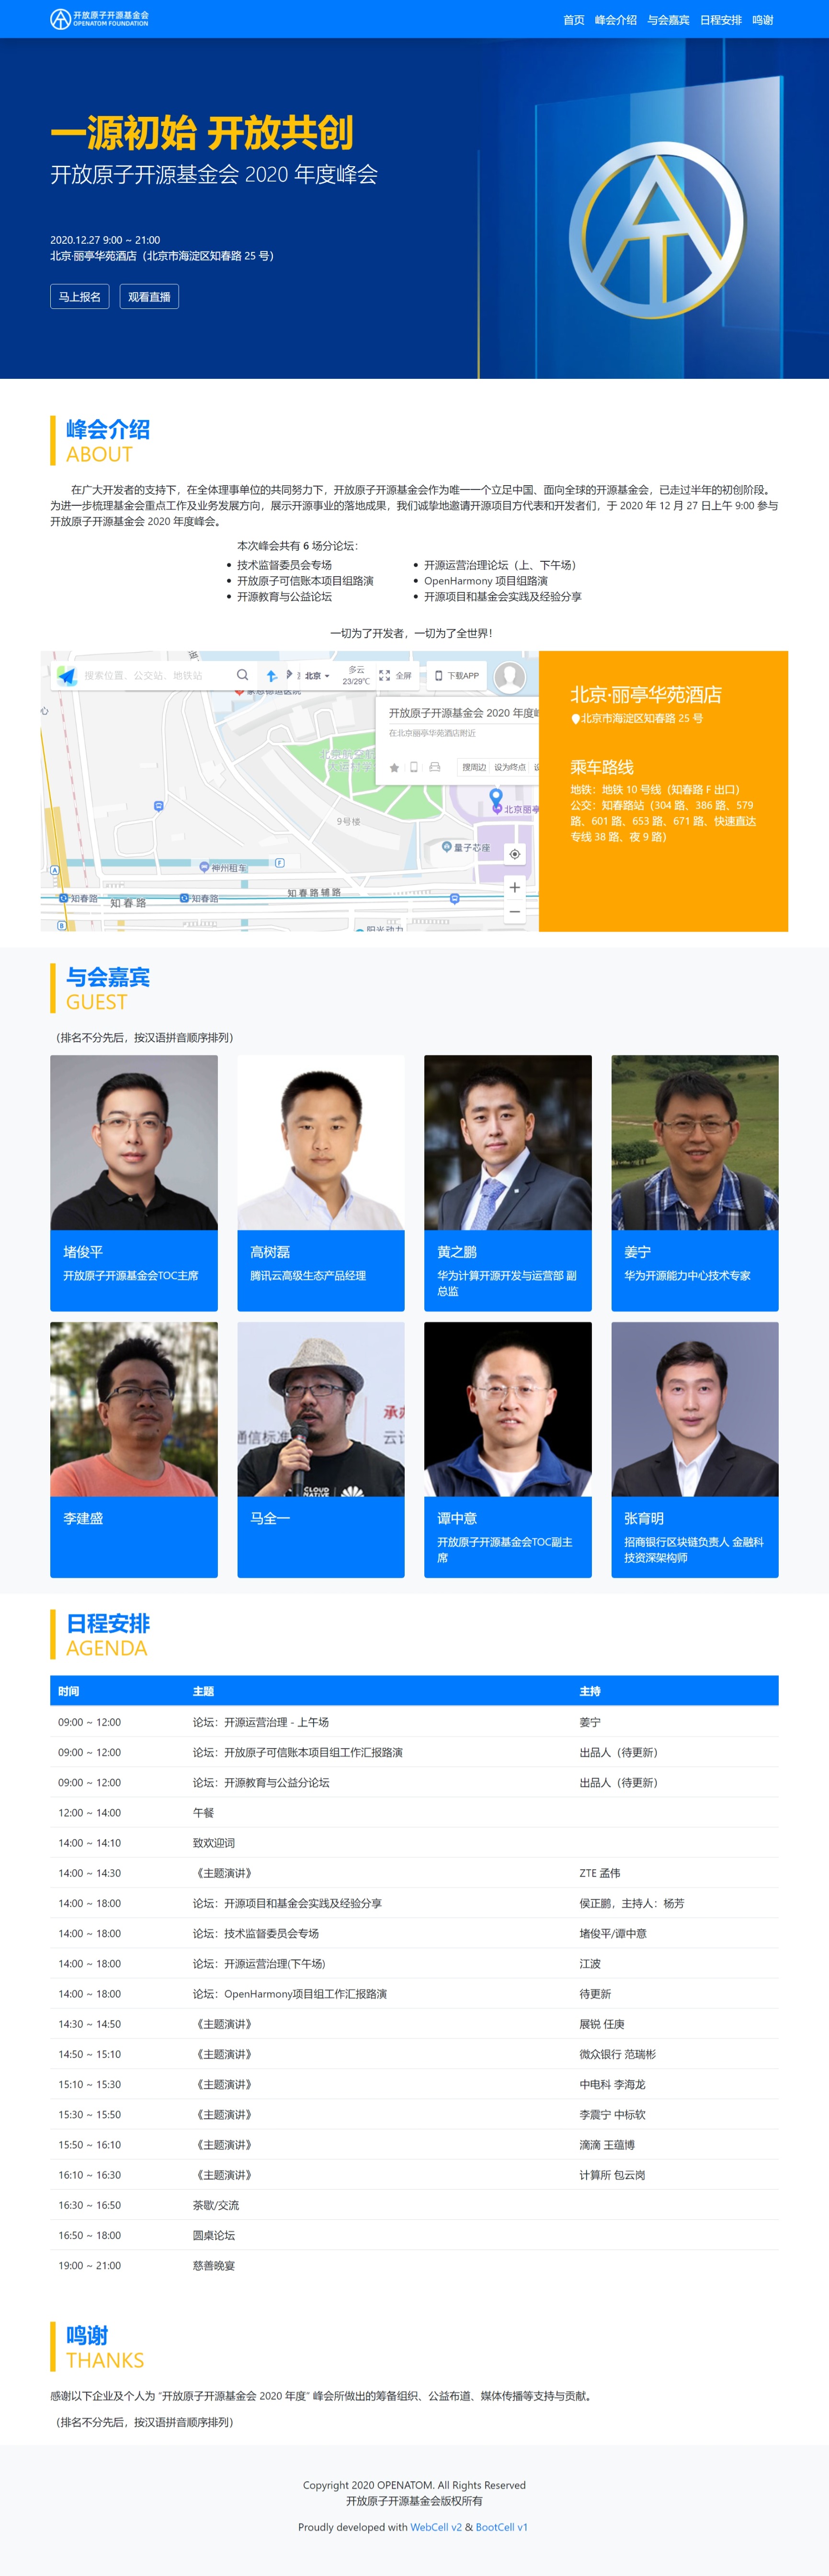 开放原子开源基金会
OPENATOM FOUNDATION
首页 峰会介绍 与会嘉宾 日程安排 鸣谢
一源初始 开放共创
开放原子开源基金会 2020 年度峰会
2020.12.27 9:00 ~ 21:00
北京·丽亭华苑酒店（北京市海淀区知春路 25 号）
马上报名 观看直播
峰会介绍
ABOUT
在广大开发者的支持下，在全体理事单位的共同努力下，开放原子开源基金会作为唯一一个立足中国、面向全球的开源基金会，已走过半年的初创阶段。
为进一步梳理基金会重点工作及业务发展方向，展示开源事业的落地成果，我们诚挚地邀请开源项目方代表和开发者们，于 2020 年 12 月 27 日上午 9:00 参与
开放原子开源基金会 2020 年度峰会。
本次峰会共有 6 场分论坛：
技术监督委员会专场
开放原子可信账本项目组路演
开源教育与公益论坛
开源运营治理论坛（上、下午场）
OpenHarmony 项目组路演
开源项目和基金会实践及经验分享
一切为了开发者，一切为了全世界！
搜索位置、公交站、地铁站
北京
多云
23/29℃
全屏
下载APP
开放原子开源基金会 2020 年度
在北京丽亭华苑酒店附近
搜周边 设为终点
北京丽亭
9号楼
量子芯座
神州租车
F
A
知春路
知春路
知春路
知春路辅路
B
阳光动力
北京·丽亭华苑酒店
北京市海淀区知春路 25 号
乘车路线
地铁：地铁 10 号线（知春路 F 出口）
公交：知春路站（304 路、386 路、579
路、601 路、653 路、671 路、快速直达
专线 38 路、夜 9 路）
与会嘉宾
GUEST
（排名不分先后，按汉语拼音顺序排列）
堵俊平
开放原子开源基金会TOC主席
高树磊
腾讯云高级生态产品经理
黄之鹏
华为计算开源开发与运营部 副
总监
姜宁
华为开源能力中心技术专家
通信标准
承办
云计
CLOUD
NATIVE
李建盛
马全一
谭中意
开放原子开源基金会TOC副主
席
张育明
招商银行区块链负责人 金融科
技资深架构师
日程安排
AGENDA
时间 主题 主持
09:00 ~ 12:00 论坛：开源运营治理 - 上午场 姜宁
09:00 ~ 12:00 论坛：开放原子可信账本项目组工作汇报路演 出品人（待更新）
09:00 ~ 12:00 论坛：开源教育与公益分论坛 出品人（待更新）
12:00 ~ 14:00 午餐
14:00 ~ 14:10 致欢迎词
14:00 ~ 14:30 《主题演讲》 ZTE 孟伟
14:00 ~ 18:00 论坛：开源项目和基金会实践及经验分享 侯正鹏，主持人：杨芳
14:00 ~ 18:00 论坛：技术监督委员会专场 堵俊平/谭中意
14:00 ~ 18:00 论坛：开源运营治理(下午场) 江波
14:00 ~ 18:00 论坛：OpenHarmony项目组工作汇报路演 待更新
14:30 ~ 14:50 《主题演讲》 展锐 任庚
14:50 ~ 15:10 《主题演讲》 微众银行 范瑞彬
15:10 ~ 15:30 《主题演讲》 中电科 李海龙
15:30 ~ 15:50 《主题演讲》 李震宁 中标软
15:50 ~ 16:10 《主题演讲》 滴滴 王蕴博
16:10 ~ 16:30 《主题演讲》 计算所 包云岗
16:30 ~ 16:50 茶歇/交流
16:50 ~ 18:00 圆桌论坛
19:00 ~ 21:00 慈善晚宴
鸣谢
THANKS
感谢以下企业及个人为 “开放原子开源基金会 2020 年度” 峰会所做出的筹备组织、公益布道、媒体传播等支持与贡献。
（排名不分先后，按汉语拼音顺序排列）
Copyright 2020 OPENATOM. All Rights Reserved
开放原子开源基金会版权所有
Proudly developed with WebCell v2 & BootCell v1